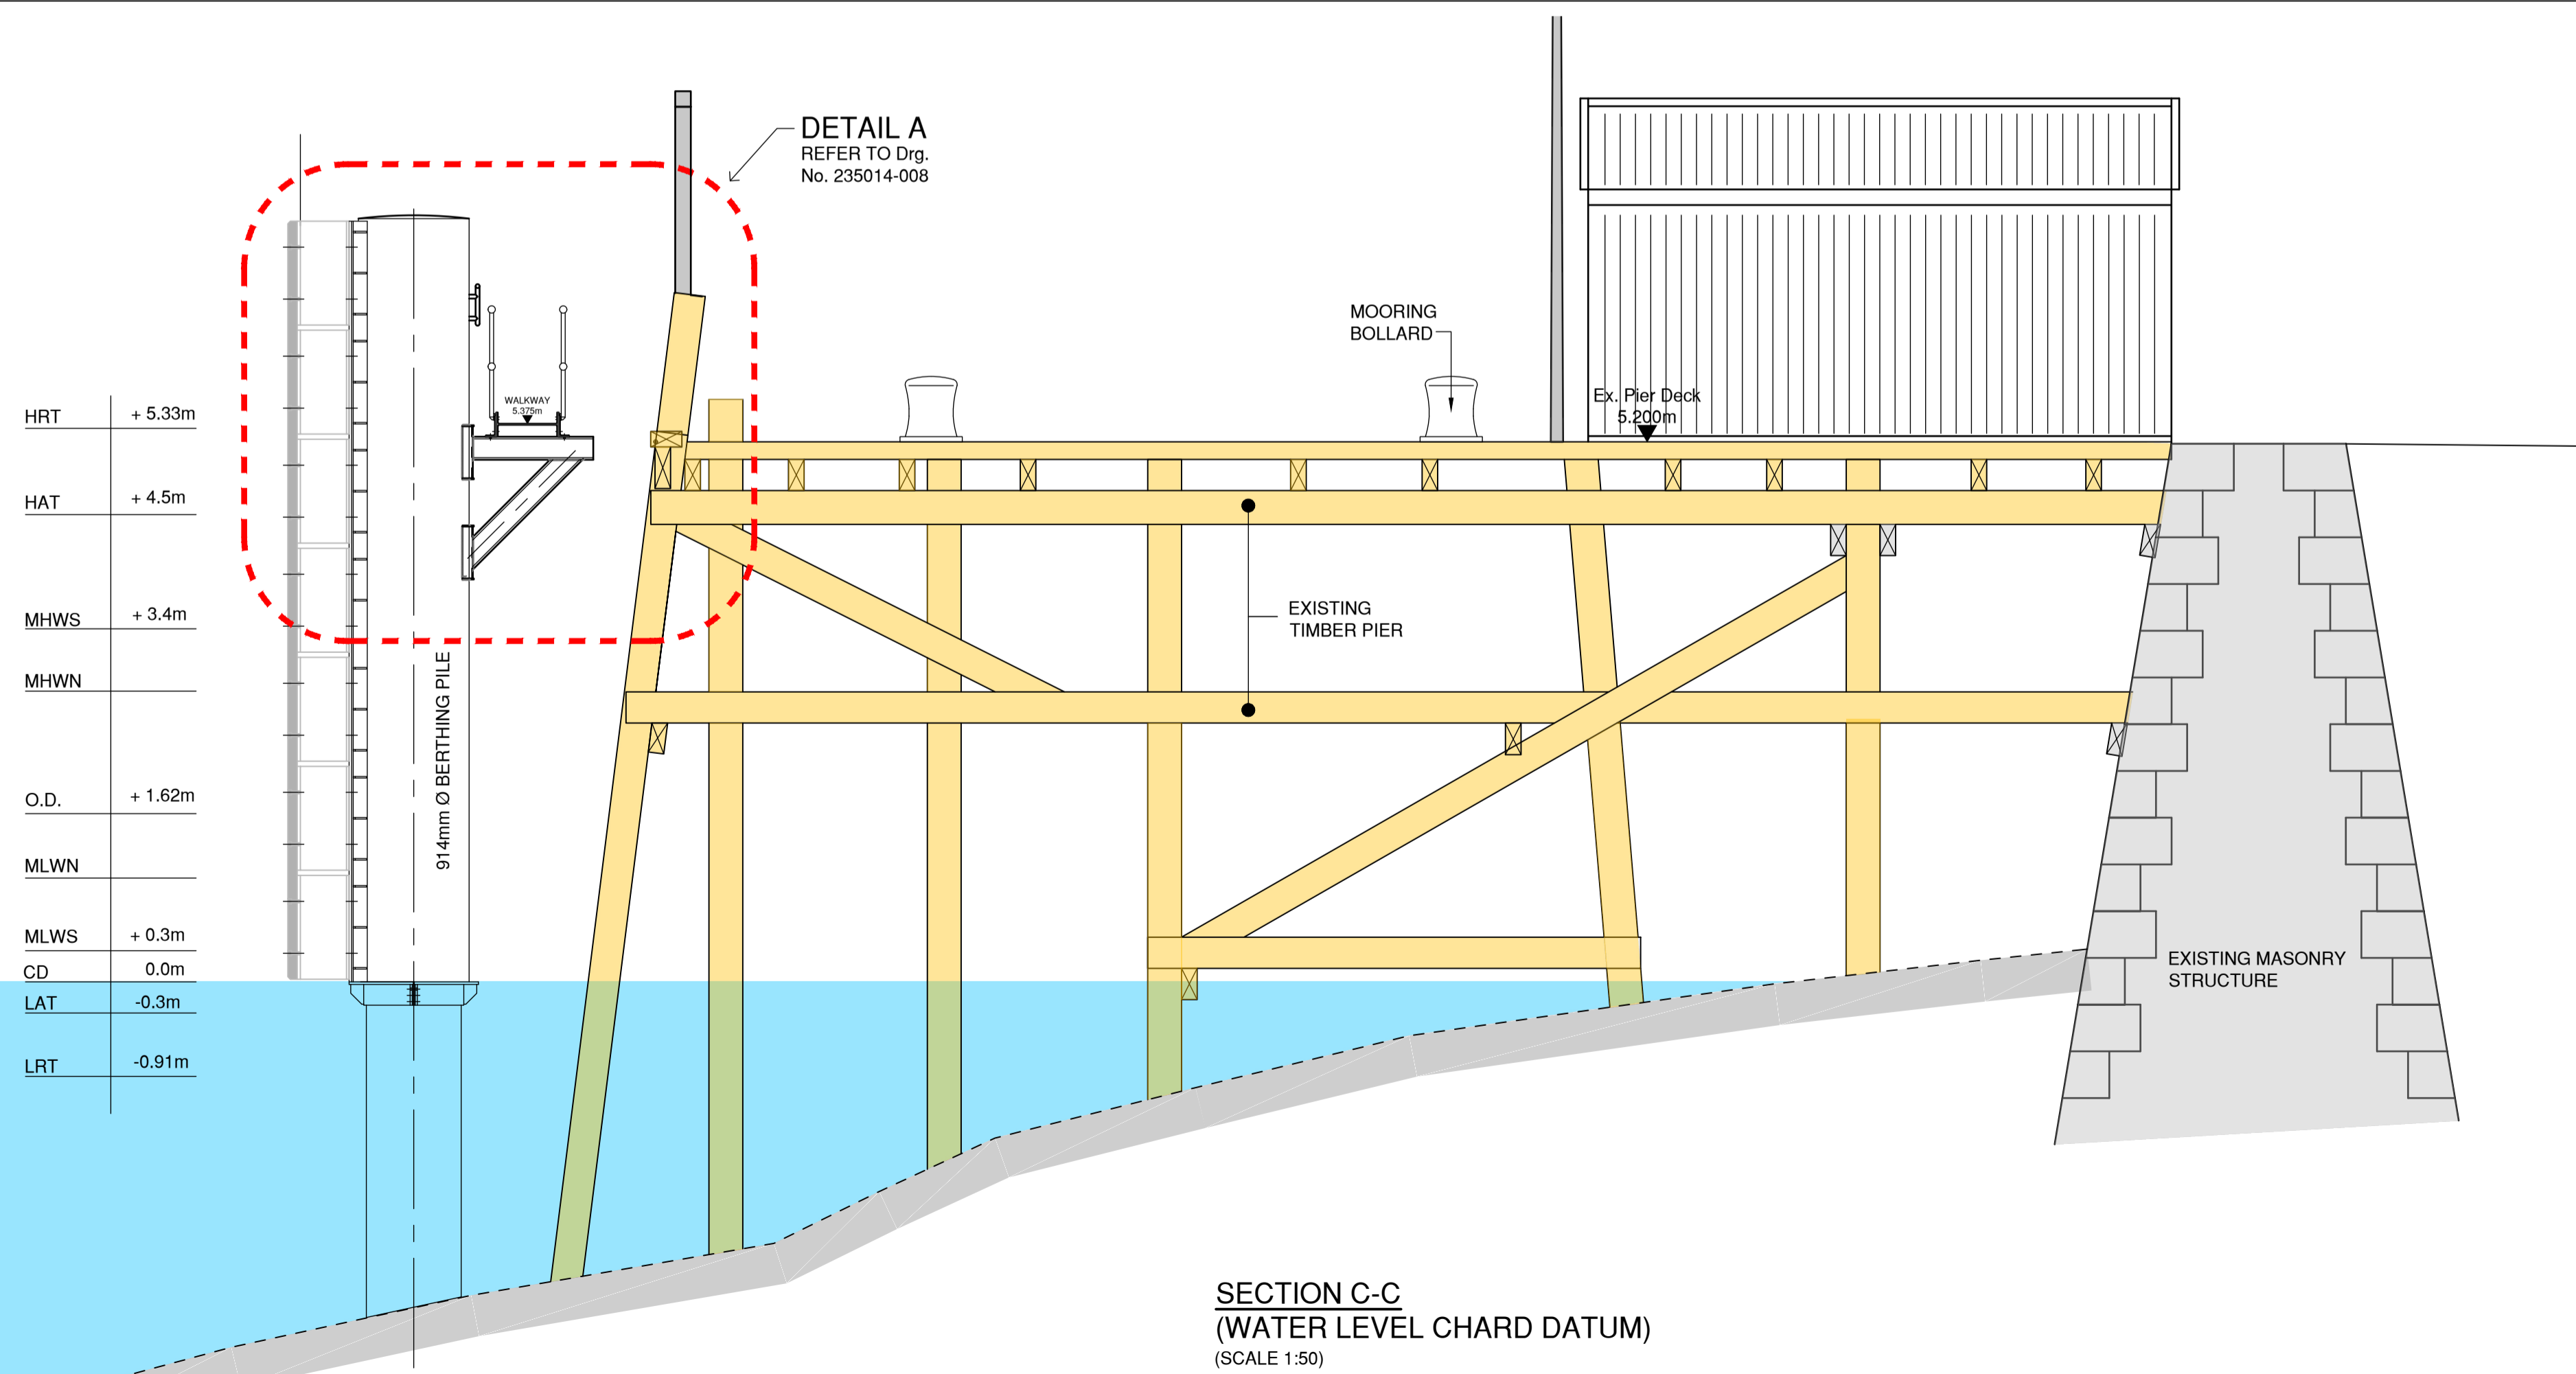 DETAIL A
REFER TO Drg.
No. 235014-008
MOORING
BOLLARD
Ex. Pier Deck
5.200m
WALKWAY
5.375m
HRT + 5.33m
HAT + 4.5m
MHWS + 3.4m
MHWN
O.D. + 1.62m
MLWN
MLWS + 0.3m
CD 0.0m
LAT -0.3m
LRT -0.91m
914mm Ø BERTHING PILE
EXISTING
TIMBER PIER
EXISTING MASONRY
STRUCTURE
SECTION C-C
(WATER LEVEL CHARD DATUM)
(SCALE 1:50)